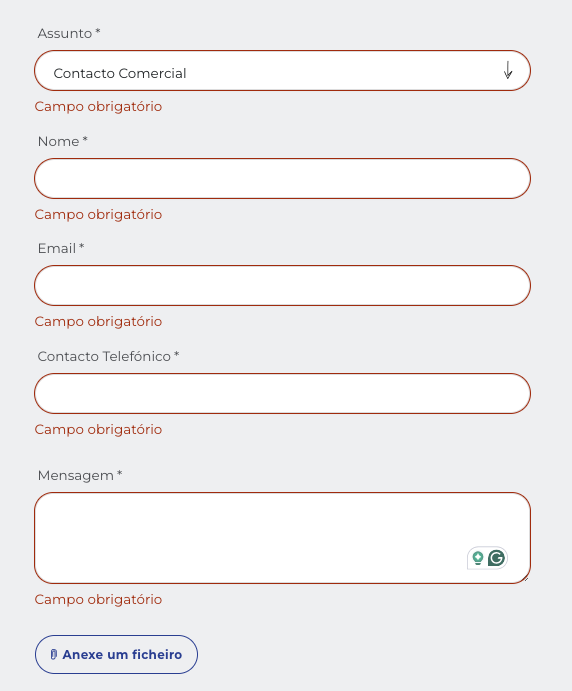 Assunto *
Contacto Comercial
Campo obrigatório
Nome *
Campo obrigatório
Email *
Campo obrigatório
Contacto Telefónico *
Campo obrigatório
Mensagem *
Campo obrigatório
Anexe um ficheiro